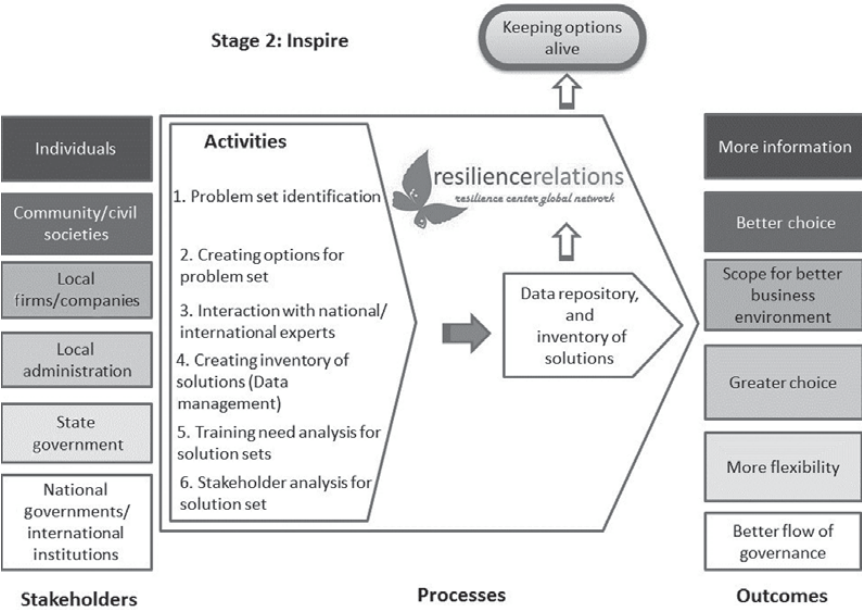 Stage 2: Inspire
Keeping options
alive
Individuals
Community/civil
societies
Local
firms/companies
Local
administration
State
government
National
governments/
international
institutions
Stakeholders
Activities
1. Problem set identification
2. Creating options for
problem set
3. Interaction with national/
international experts
4. Creating inventory of
solutions (Data
management)
5. Training need analysis for
solution sets
6. Stakeholder analysis for
solution set
resiliencerelations
resilience center global network
Data repository,
and
inventory of
solutions
Processes
More information
Better choice
Scope for better
business
environment
Greater choice
More flexibility
Better flow of
governance
Outcomes